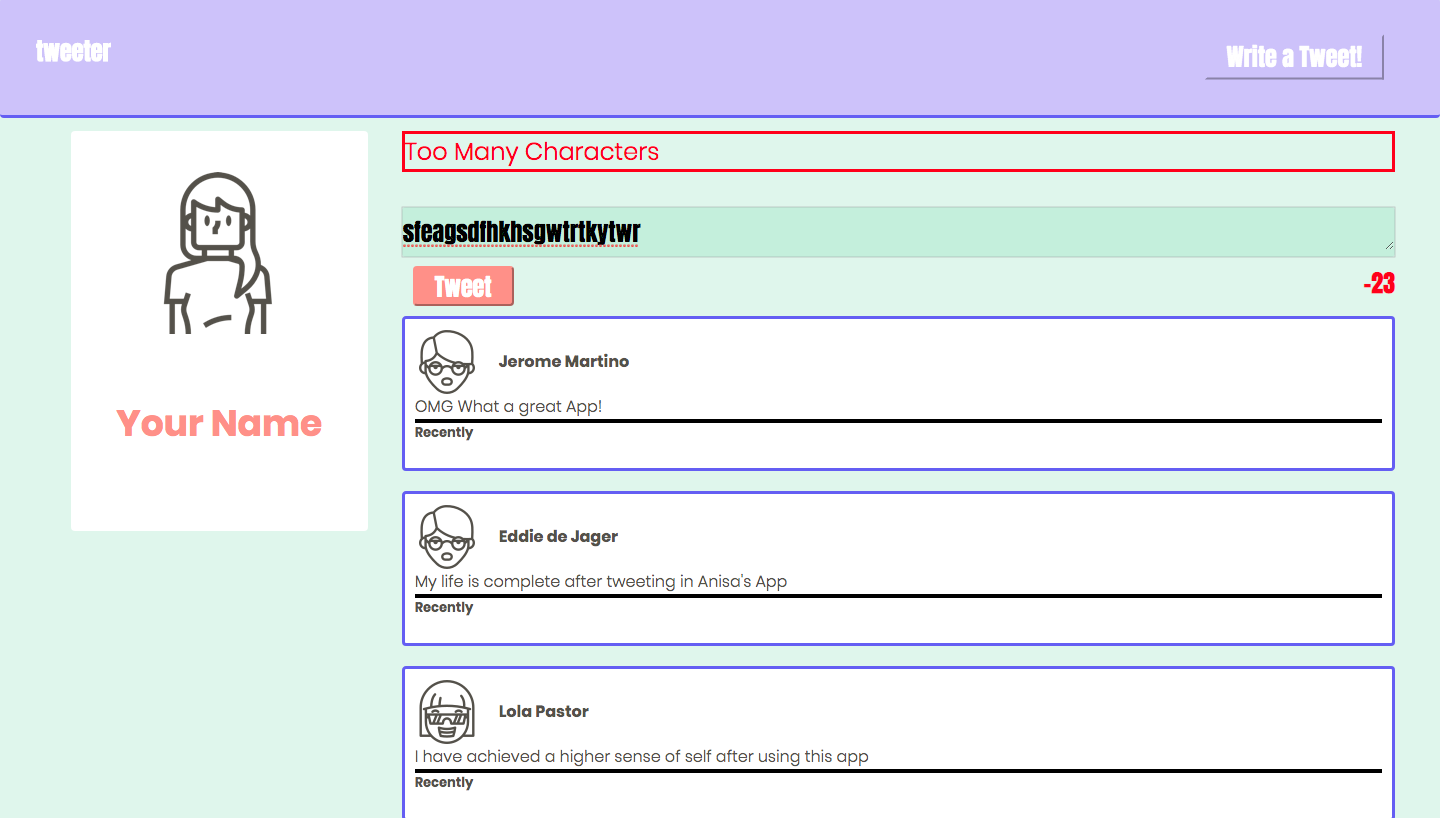 tweeter
Write a Tweet!
Too Many Characters
sfeagsdfhkhsgwtrtkytwr
Tweet
-23
Your Name
Jerome Martino
OMG What a great App!
Recently
Eddie de Jager
My life is complete after tweeting in Anisa's App
Recently
Lola Pastor
I have achieved a higher sense of self after using this app
Recently